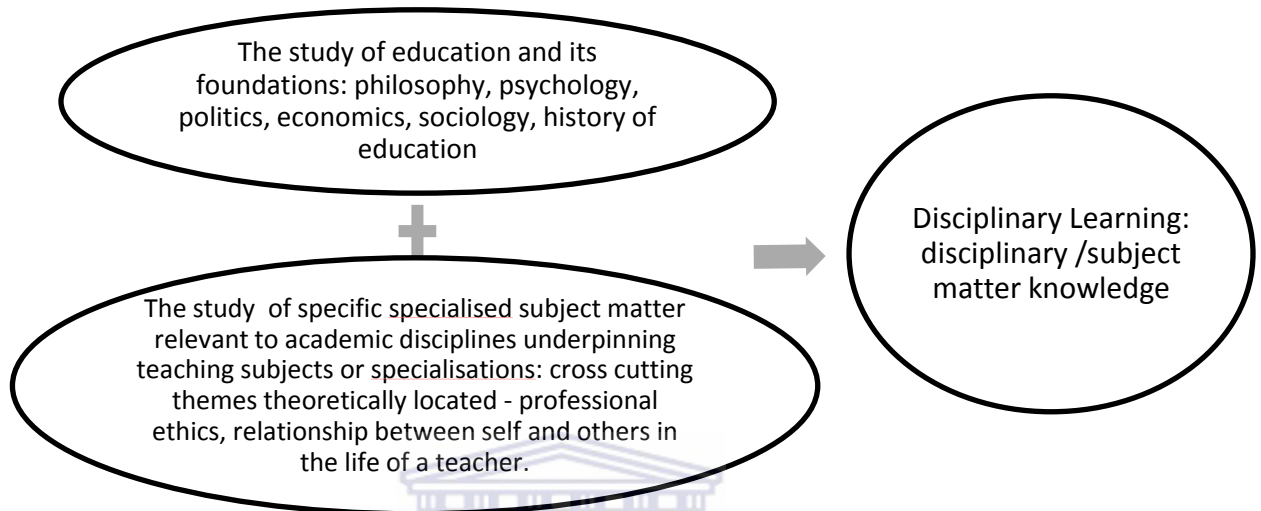 The study of education and its
foundations: philosophy, psychology,
politics, economics, sociology, history of
education
The study of specific specialised subject matter
relevant to academic disciplines underpinning
teaching subjects or specialisations: cross cutting
themes theoretically located - professional
ethics, relationship between self and others in
the life of a teacher.
Disciplinary Learning:
disciplinary /subject
matter knowledge